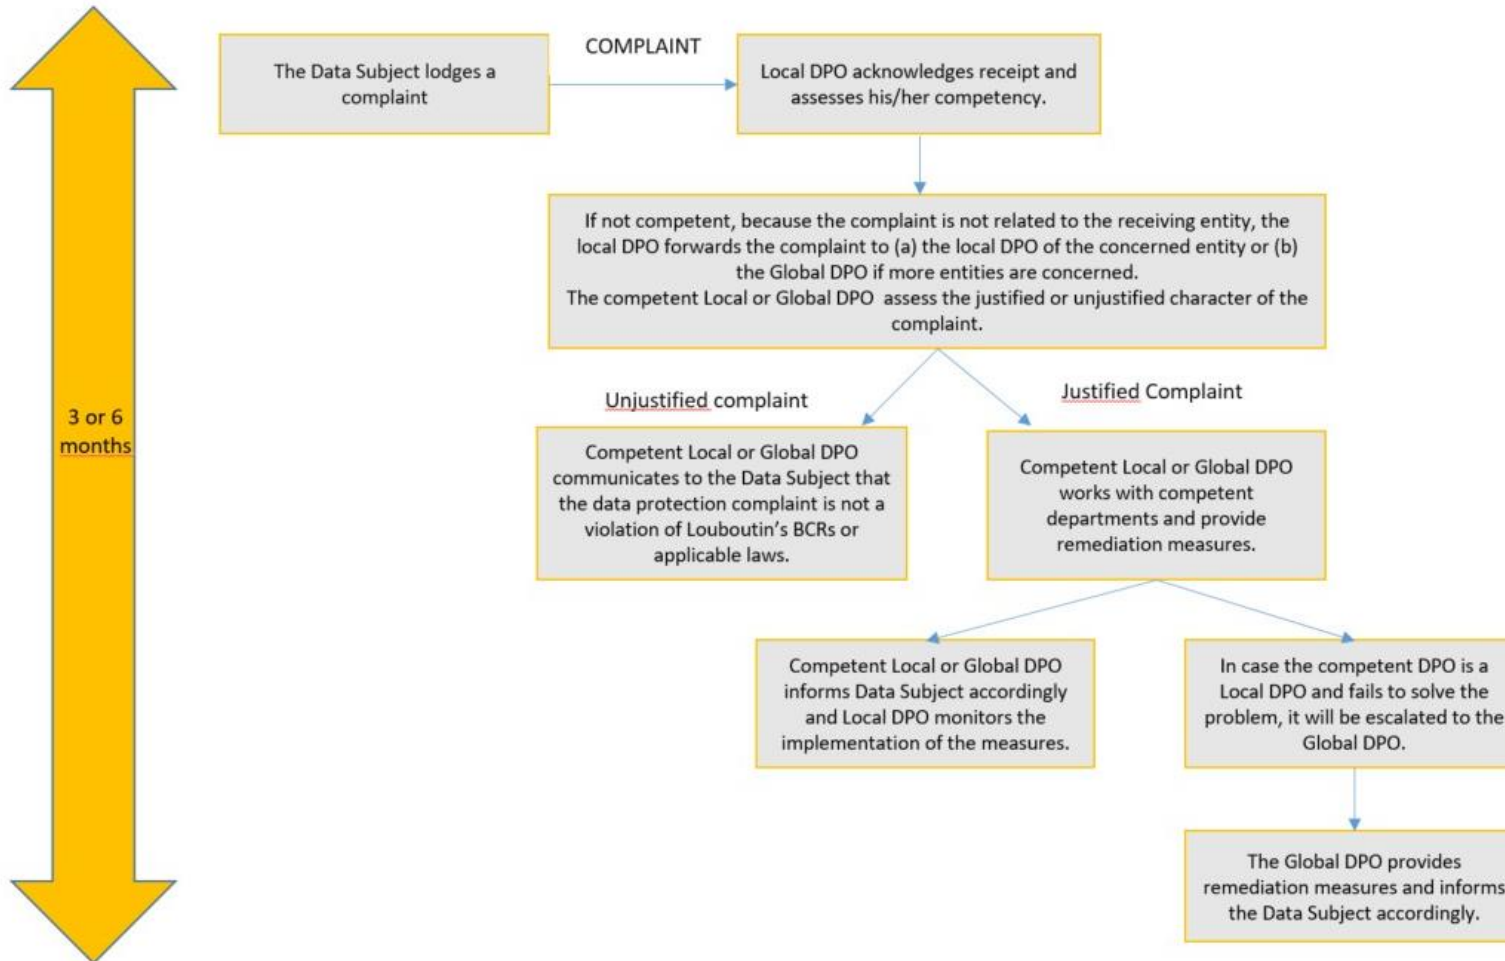 COMPLAINT
The Data Subject lodges a
complaint
Local DPO acknowledges receipt and
assesses his/her competency.
If not competent, because the complaint is not related to the receiving entity, the
local DPO forwards the complaint to (a) the local DPO of the concerned entity or (b)
the Global DPO if more entities are concerned.
The competent Local or Global DPO assess the justified or unjustified character of the
complaint.
3 or 6
months
Unjustified complaint
Justified Complaint
Competent Local or Global DPO
communicates to the Data Subject that
the data protection complaint is not a
violation of Louboutin's BCRs or
applicable laws.
Competent Local or Global DPO
works with competent
departments and provide
remediation measures.
Competent Local or Global DPO
informs Data Subject accordingly
and Local DPO monitors the
implementation of the measures.
In case the competent DPO is a
Local DPO and fails to solve the
problem, it will be escalated to the
Global DPO.
The Global DPO provides
remediation measures and informs
the Data Subject accordingly.